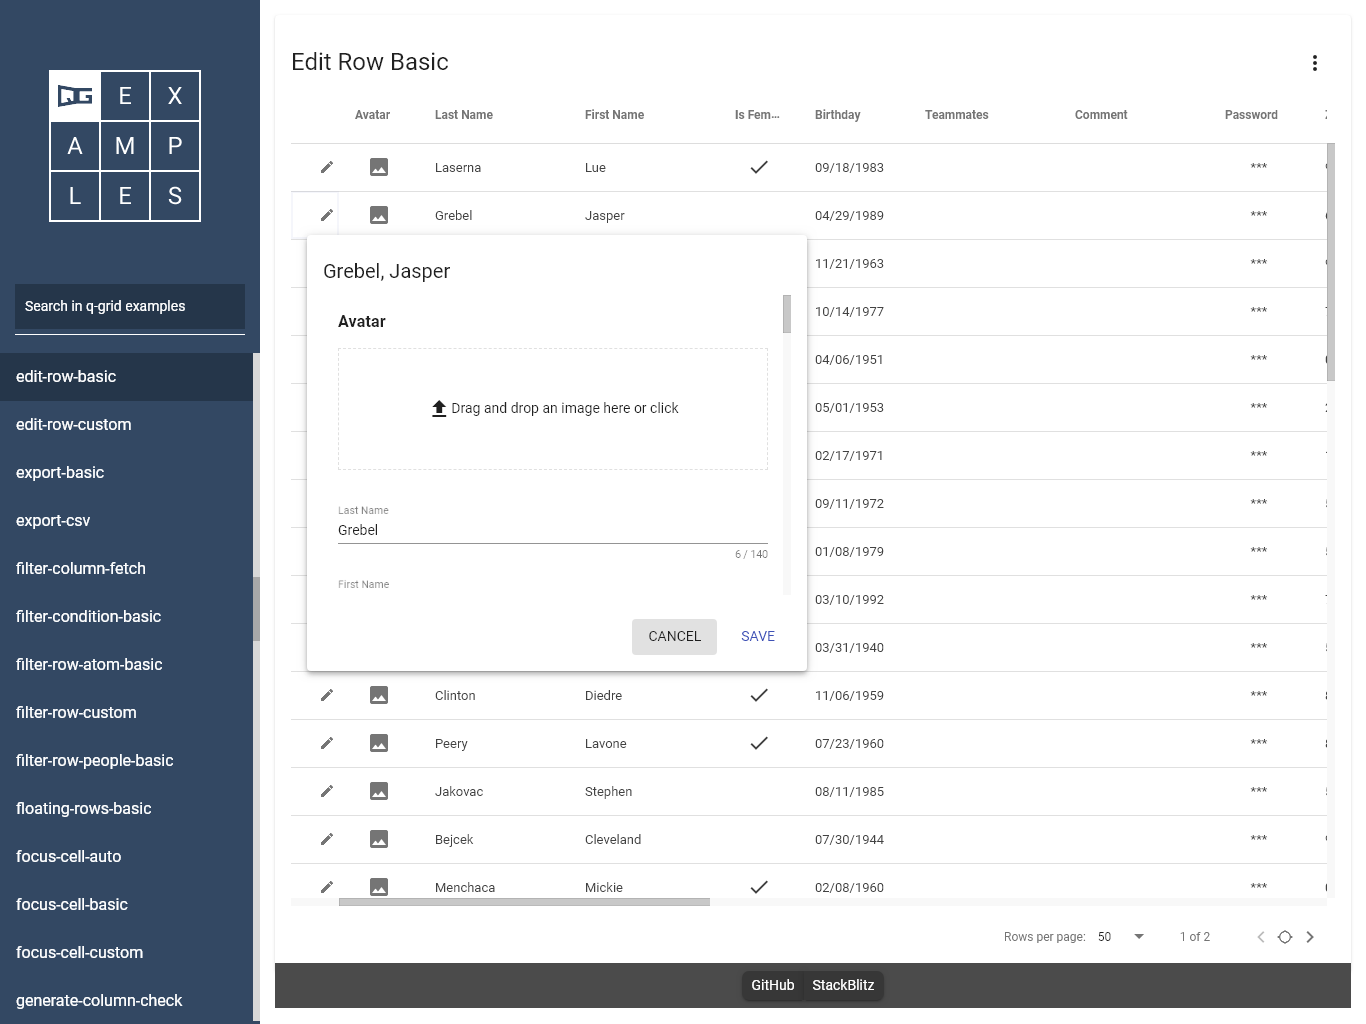 QG E X
A M P
L E S
Search in q-grid examples
edit-row-basic
edit-row-custom
export-basic
export-csv
filter-column-fetch
filter-condition-basic
filter-row-atom-basic
filter-row-custom
filter-row-people-basic
floating-rows-basic
focus-cell-auto
focus-cell-basic
focus-cell-custom
generate-column-check
Edit Row Basic
Avatar Last Name First Name Is Fem... Birthday Teammates Comment Password
Laserna Lue 09/18/1983 ***
Grebel Jasper 04/29/1989 ***
11/21/1963 ***
10/14/1977 ***
04/06/1951 ***
05/01/1953 ***
02/17/1971 ***
09/11/1972 ***
01/08/1979 ***
03/10/1992 ***
03/31/1940 ***
Clinton Diedre 11/06/1959 ***
Peery Lavone 07/23/1960 ***
Jakovac Stephen 08/11/1985 ***
Bejcek Cleveland 07/30/1944 ***
Menchaca Mickie 02/08/1960 ***
Grebel, Jasper
Avatar
Drag and drop an image here or click
Last Name
Grebel
6 / 140
First Name
CANCEL SAVE
Rows per page: 50 1 of 2
GitHub StackBlitz